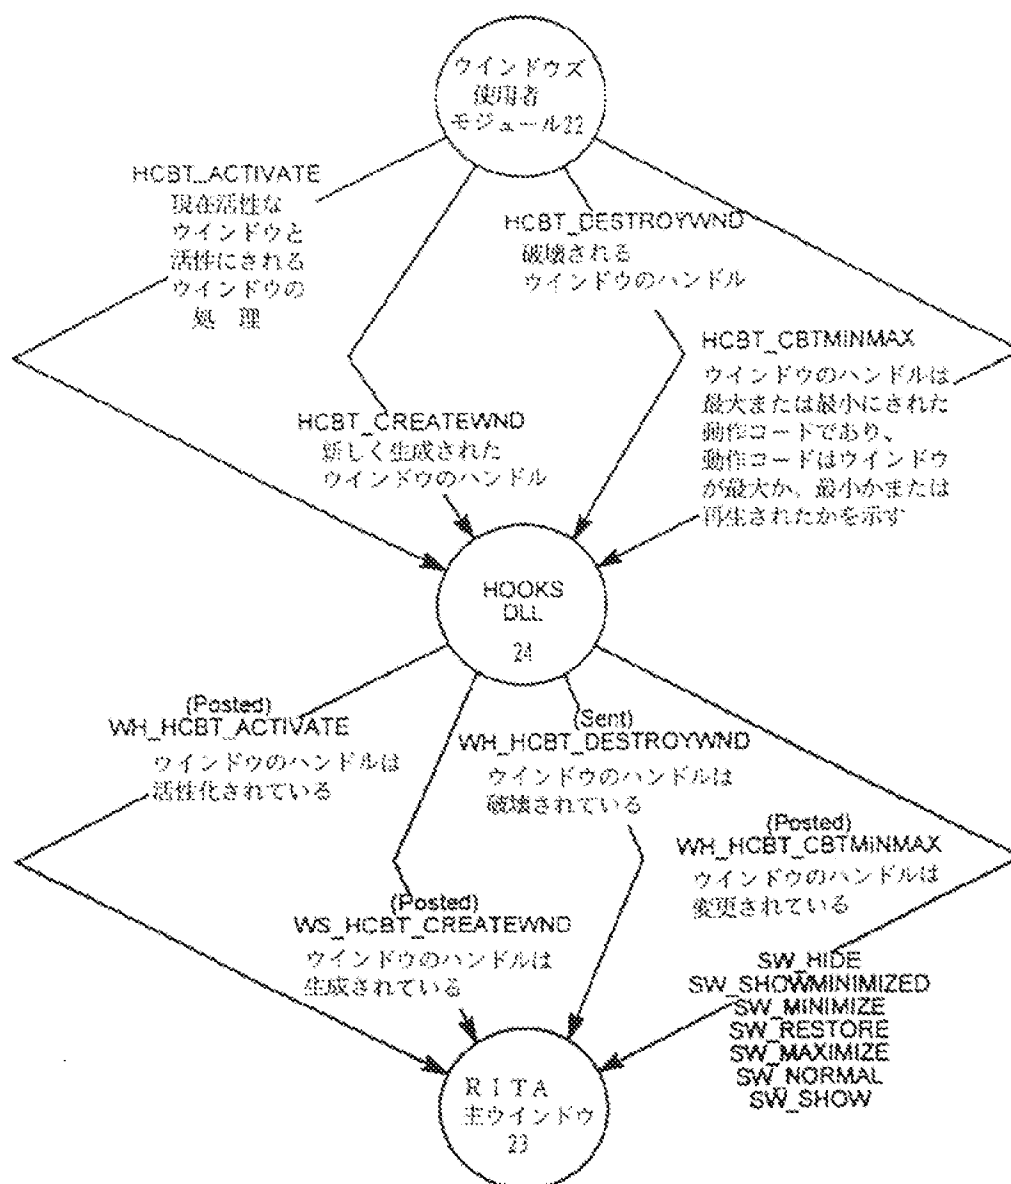 ウインドウズ
使用者
モジュール22
HCBT_ACTIVATE
現在活性な
ウインドウと
活性にされる
ウインドウの
処 理
HCBT_DESTROYWND
破壊される
ウインドウのハンドル
HCBT_CBTMINMAX
ウインドウのハンドルは
最大または最小にされた
動作コードであり、
動作コードはウインドウ
が最大か、最小かまたは
再生されたかを示す
HCBT_CREATEWND
新しく生成された
ウインドウのハンドル
HOOKS
DLL
24
(Posted)
WH_HCBT_ACTIVATE
ウインドウのハンドルは
活性化されている
(Sent)
WH_HCBT_DESTROYWND
ウインドウのハンドルは
破壊されている
(Posted)
WH_HCBT_CBTMINMAX
ウインドウのハンドルは
変更されている
(Posted)
WS_HCBT_CREATEWND
ウインドウのハンドルは
生成されている
SW_HIDE
SW_SHOWMINIMIZED
SW_MINIMIZE
SW_RESTORE
SW_MAXIMIZE
SW_NORMAL
SW_SHOW
RITA
主ウインドウ
23